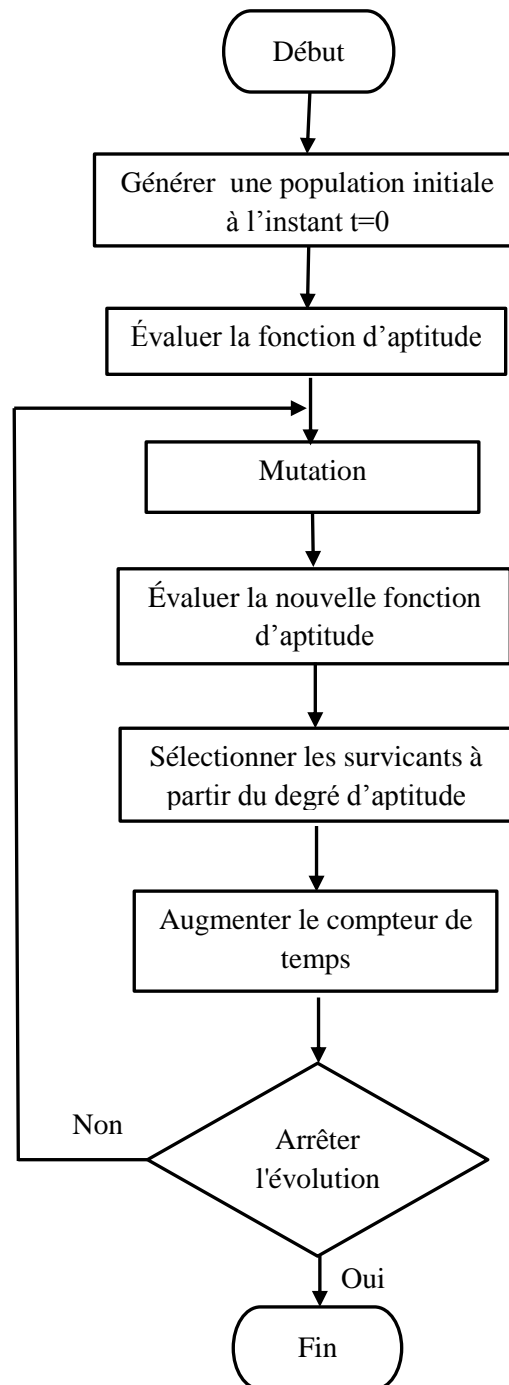 Début
Générer une population initiale
à l’instant t=0
Évaluer la fonction d’aptitude
Mutation
Évaluer la nouvelle fonction
d’aptitude
Sélectionner les survicants à
partir du degré d’aptitude
Augmenter le compteur de
temps
Non
Arrêter
l'évolution
Oui
Fin